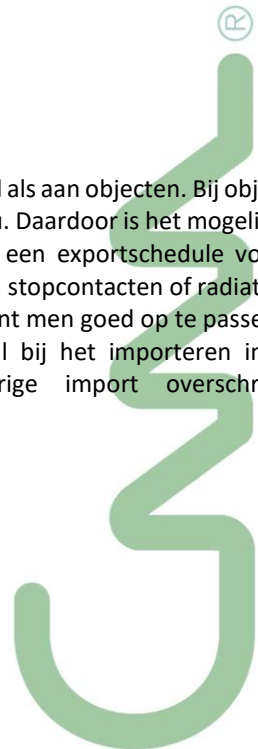 ®
l als aan objecten. Bij obj
u. Daardoor is het mogeli
een exportschedule vo
stopcontacten of radiat
nt men goed op te passe
l bij het importeren in
rige import overschr